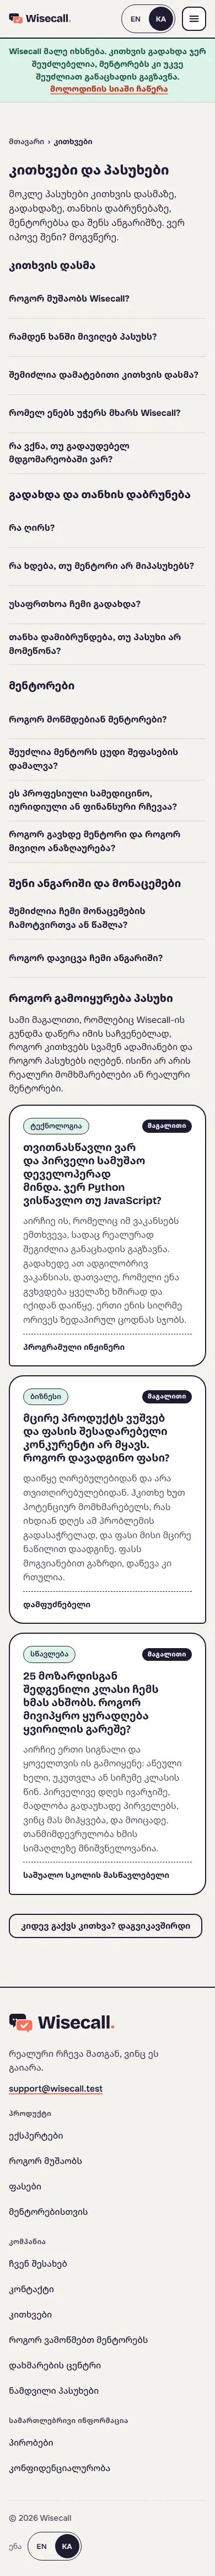 Wisecall.
EN KA
Wisecall მალე იხსნება. კითხვის გადახდა ჯერ
შეუძლებელია, მენტორებს კი უკვე
შეუძლიათ განაცხადის გაგზავნა.
მოლოდინის სიაში ჩაწერა
მთავარი › კითხვები
კითხვები და პასუხები
მოკლე პასუხები კითხვის დასმაზე,
გადახდაზე, თანხის დაბრუნებაზე,
მენტორებსა და შენს ანგარიშზე. ვერ
იპოვე შენი? მოგვწერე.
კითხვის დასმა
როგორ მუშაობს Wisecall?
რამდენ ხანში მივიღებ პასუხს?
შემიძლია დამატებითი კითხვის დასმა?
რომელ ენებს უჭერს მხარს Wisecall?
რა ვქნა, თუ გადაუდებელ
მდგომარეობაში ვარ?
გადახდა და თანხის დაბრუნება
რა ღირს?
რა ხდება, თუ მენტორი არ მიპასუხებს?
უსაფრთხოა ჩემი გადახდა?
თანხა დამიბრუნდება, თუ პასუხი არ
მომეწონა?
მენტორები
როგორ მოწმდებიან მენტორები?
შეუძლია მენტორს ცუდი შეფასების
დამალვა?
ეს პროფესიული სამედიცინო,
იურიდიული ან ფინანსური რჩევაა?
როგორ გავხდე მენტორი და როგორ
მივიღო ანაზღაურება?
შენი ანგარიში და მონაცემები
შემიძლია ჩემი მონაცემების
ჩამოტვირთვა ან წაშლა?
როგორ დავიცვა ჩემი ანგარიში?
როგორ გამოიყურება პასუხი
სამი მაგალითი, რომლებიც Wisecall-ის
გუნდმა დაწერა იმის საჩვენებლად,
როგორ კითხვებს სვამენ ადამიანები და
როგორ პასუხებს იღებენ. ისინი არ არის
რეალური მომხმარებლები ან რეალური
მენტორები.
ტექნოლოგია მაგალითი
თვითნასწავლი ვარ
და პირველი სამუშაო
დეველოპერად
მინდა. ჯერ Python
ვისწავლო თუ JavaScript?
აირჩიე ის, რომელიც იმ ვაკანსიებს
ემთხვევა, სადაც რეალურად
შეგიძლია განაცხადის გაგზავნა.
გადახედე ათ ადგილობრივ
ვაკანსიას, დათვალე, რომელი ენა
გვხვდება ყველაზე ხშირად და
იქიდან დაიწყე. ერთი ენის სიღრმე
ორივეს ზედაპირულ ცოდნას სჯობს.
პროგრამული ინჟინერი
ბიზნესი მაგალითი
მცირე პროდუქტს ვუშვებ
და ფასის შესადარებელი
კონკურენტი არ მყავს.
როგორ დავადგინო ფასი?
დაიწყე ღირებულებიდან და არა
თვითღირებულებიდან. ჰკითხე ხუთ
პოტენციურ მომხმარებელს, რას
იხდიან დღეს ამ პრობლემის
გადასაჭრელად, და ფასი მისი მცირე
ნაწილით დაადგინე. ფასს
მოგვიანებით გაზრდი, დაწევა კი
რთულია.
დამფუძნებელი
სწავლება მაგალითი
25 მოზარდისგან
შედგენილი კლასი ჩემს
ხმას ახშობს. როგორ
მივიპყრო ყურადღება
ყვირილის გარეშე?
აირჩიე ერთი სიგნალი და
ყოველთვის ის გამოიყენე: აწეული
ხელი, უკუთვლა ან სიჩუმე კლასის
წინ. პირველივე დღეს ივარჯიშე,
მადლობა გადაუხადე პირველებს,
ვინც მას მიჰყვება, და მოიცადე.
თანმიმდევრულობა ხმის
სიმაღლეზე მნიშვნელოვანია.
საშუალო სკოლის მასწავლებელი
კიდევ გაქვს კითხვა? დაგვიკავშირდი
Wisecall.
რეალური რჩევა მათგან, ვინც ეს
გაიარა.
support@wisecall.test
პროდუქტი
ექსპერტები
როგორ მუშაობს
ფასები
მენტორებისთვის
კომპანია
ჩვენ შესახებ
კონტაქტი
კითხვები
როგორ ვამოწმებთ მენტორებს
დახმარების ცენტრი
ნამდვილი პასუხები
სამართლებრივი ინფორმაცია
პირობები
კონფიდენციალურობა
© 2026 Wisecall
ენა EN KA